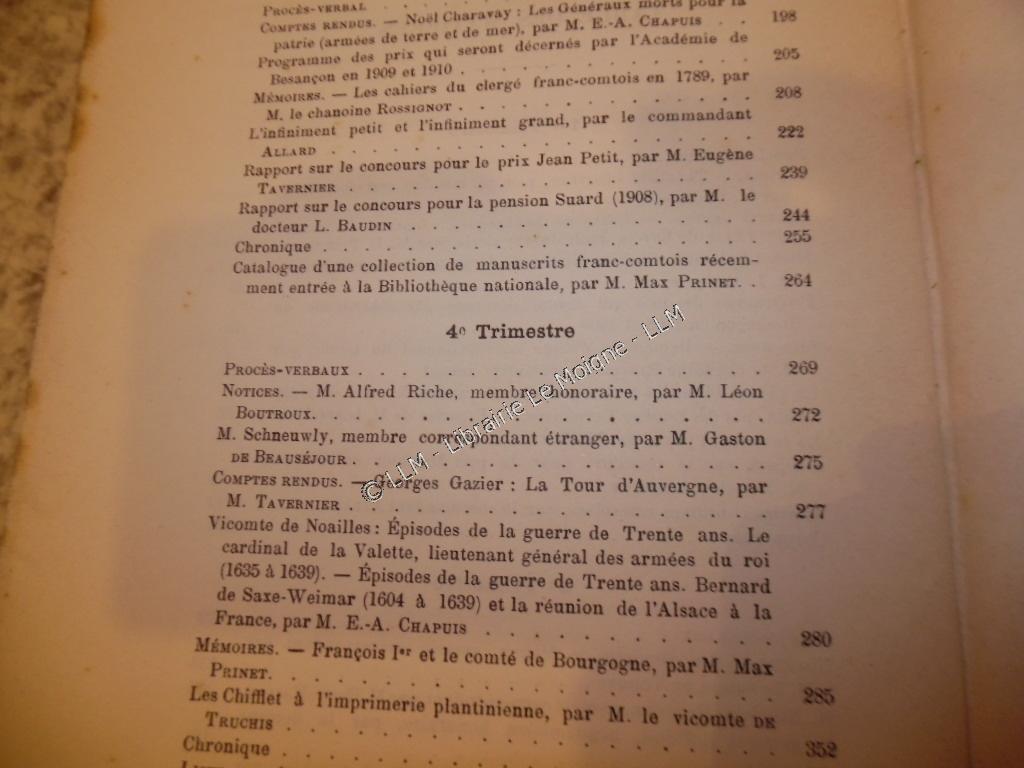 PROCÈS-VERBAL . . . . . . . . .
COMPTES RENDUS. — Noël Charavay : Les Généraux morts pour la
patrie (armées de terre et de mer), par M. E.-A. CHAPUIS . . 198
Programme des prix qui seront décernés par l'Académie de
Besançon en 1909 et 1910 . . . . . . . . . . . . 205
MÉMOIRES. — Les cahiers du clergé franc-comtois en 1789, par
M. le chanoine ROSSIGNOT . . . . . . . . . . . . 208
L'infiniment petit et l'infiniment grand, par le commandant
ALLARD . . . . . . . . . . . . . . . . . 222
Rapport sur le concours pour le prix Jean Petit, par M. Eugène
TAVERNIER . . . . . . . . . . . . . . . . 239
Rapport sur le concours pour la pension Suard (1908), par M. le
docteur L. BAUDIN . . . . . . . . . . . . . . 244
Chronique . . . . . . . . . . . . . . . . . 255
Catalogue d'une collection de manuscrits franc-comtois récem-
ment entrée à la Bibliothèque nationale, par M. Max PRINET. . 264
4e Trimestre
PROCÈS-VERBAUX . . . . . . . . . . . . . . . 269
NOTICES. — M. Alfred Riche, membre honoraire, par M. Léon
BOUTROUX. . . . . . . . . . . . . . . . . 272
M. Schneuwly, membre correspondant étranger, par M. Gaston
DE BEAUSÉJOUR . . . . . . . . . . . . . . . 275
COMPTES RENDUS. — Georges Gazier : La Tour d'Auvergne, par
M. TAVERNIER . . . . . . . . . . . . . . . 277
Vicomte de Noailles : Épisodes de la guerre de Trente ans. Le
cardinal de la Valette, lieutenant général des armées du roi
(1635 à 1639). — Épisodes de la guerre de Trente ans. Bernard
de Saxe-Weimar (1604 à 1639) et la réunion de l'Alsace à la
France, par M. E.-A. CHAPUIS . . . . . . . . . . 280
MÉMOIRES. — François Ier et le comté de Bourgogne, par M. Max
PRINET. . . . . . . . . . . . . . . . . . 285
Les Chifflet à l'imprimerie plantinienne, par M. le vicomte DE
TRUCHIS . . . . . . . . . . . . . . . . . 352
Chronique . . . . . . . . . . . . . . . . .
© LLM - Librairie Le Moigne - LLM